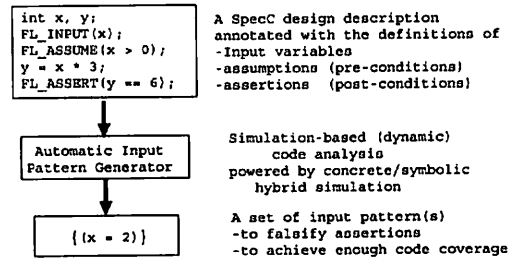 int x, y;
FL_INPUT(x);
FL_ASSUME(x > 0);
y = x * 3;
FL_ASSERT(y == 6);
A SpecC design description
annotated with the definitions of
-Input variables
-assumptions (pre-conditions)
-assertions (post-conditions)
Automatic Input
Pattern Generator
Simulation-based (dynamic)
code analysis
powered by concrete/symbolic
hybrid simulation
{(x = 2)}
A set of input pattern(s)
-to falsify assertions
-to achieve enough code coverage